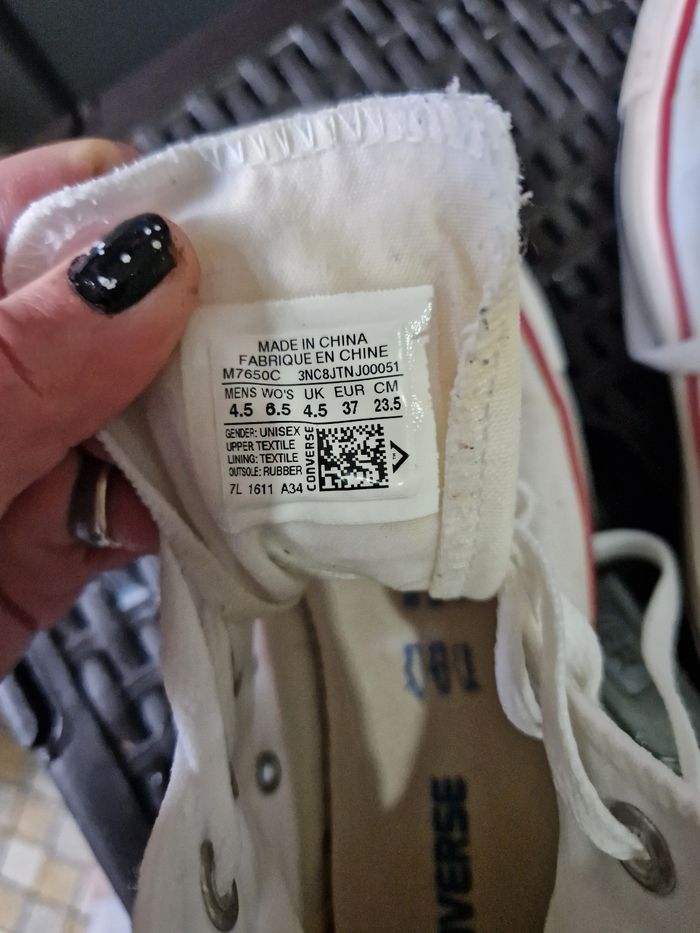 MADE IN CHINA
FABRIQUE EN CHINE
M7650C 3NC8JTNJ00051
MENS WO'S UK EUR CM
4.5 6.5 4.5 37 23.5
GENDER: UNISEX
UPPER TEXTILE
LINING: TEXTILE
OUTSOLE: RUBBER
CONVERSE
7L 1611 A34
VERSE